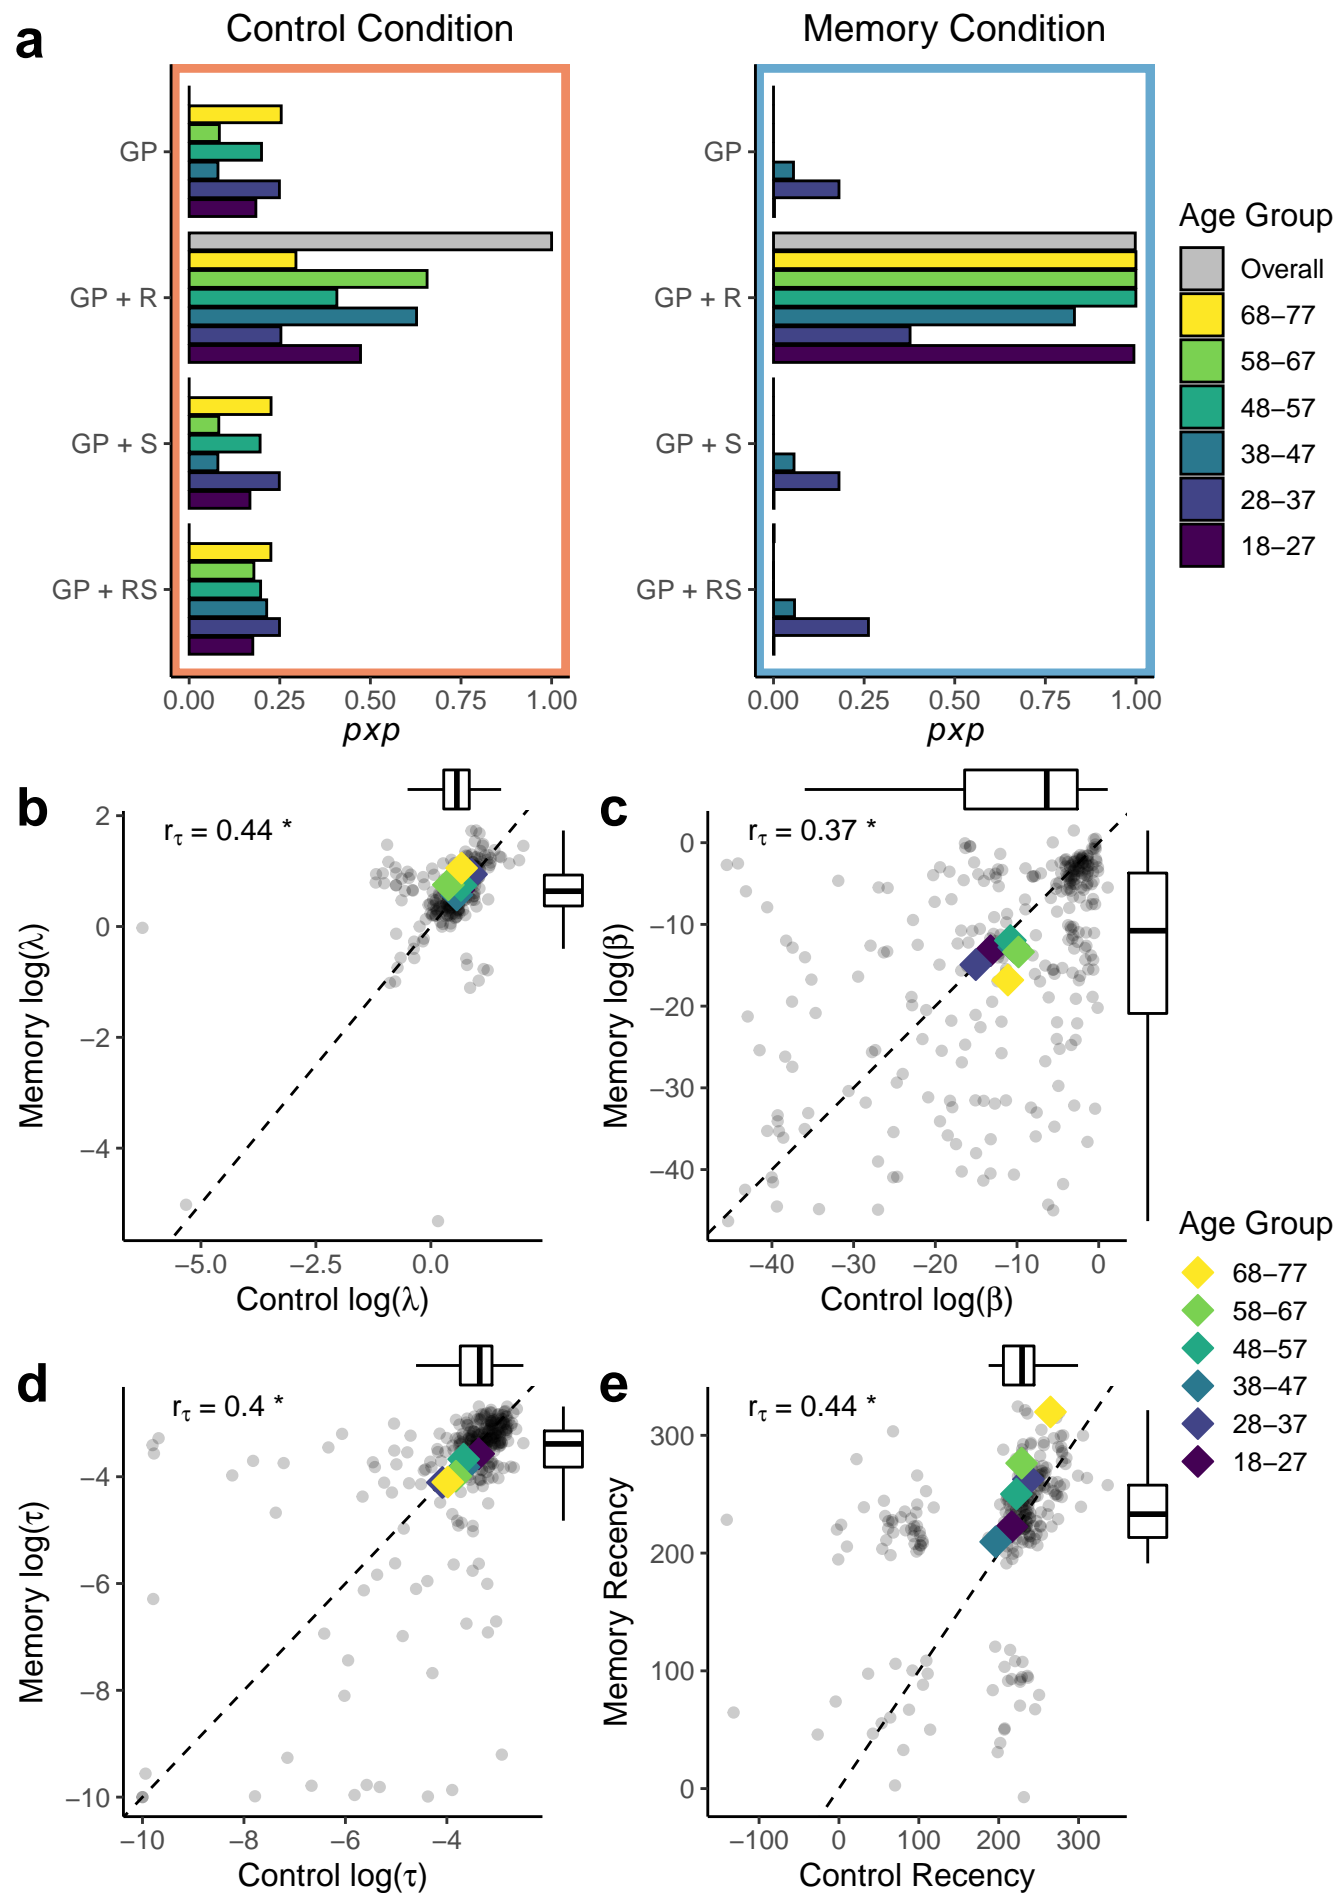 a
Control Condition
Memory Condition
GP
GP + R
GP + S
GP + RS
0.00 0.25 0.50 0.75 1.00
pxp
GP
GP + R
GP + S
GP + RS
0.00 0.25 0.50 0.75 1.00
pxp
Age Group
Overall
68−77
58−67
48−57
38−47
28−37
18−27
b
rτ = 0.44 *
2
0
−2
−4
Memory log(λ)
−5.0 −2.5 0.0
Control log(λ)
c
rτ = 0.37 *
0
−10
−20
−30
−40
Memory log(β)
−40 −30 −20 −10 0
Control log(β)
d
rτ = 0.4 *
−4
−6
−8
−10
Memory log(τ)
−10 −8 −6 −4
Control log(τ)
e
rτ = 0.44 *
300
200
100
0
Memory Recency
−100 0 100 200 300
Control Recency
Age Group
68−77
58−67
48−57
38−47
28−37
18−27